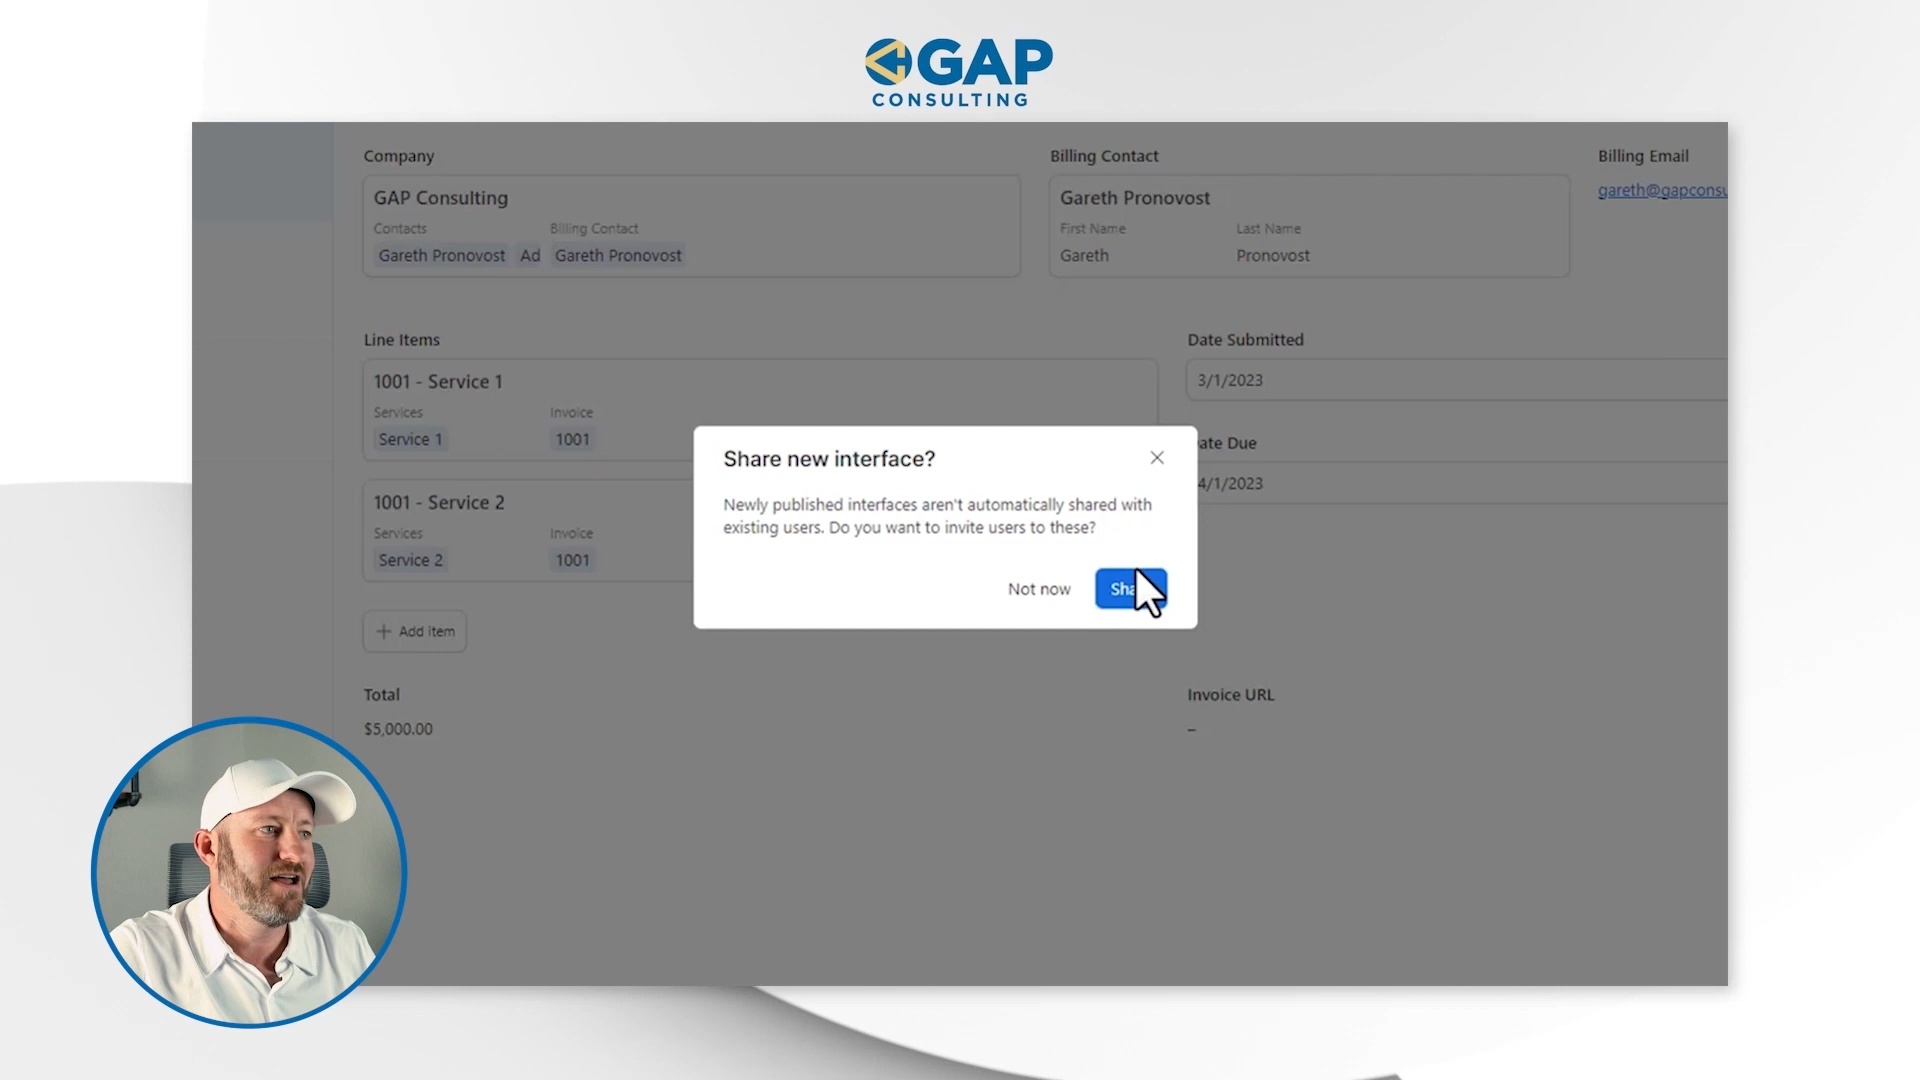 GAP
CONSULTING
Company
Billing Contact
Billing Email
GAP Consulting
Contacts
Billing Contact
Gareth Pronovost Ad Gareth Pronovost
Gareth Pronovost
First Name
Last Name
Gareth
Pronovost
gareth@gapconsu
Line Items
1001 - Service 1
Services
Invoice
Service 1
1001
1001 - Service 2
Services
Invoice
Service 2
1001
+ Add item
Date Submitted
3/1/2023
ate Due
4/1/2023
Share new interface?
Newly published interfaces aren't automatically shared with
existing users. Do you want to invite users to these?
Not now
Sha
Total
$5,000.00
Invoice URL
–